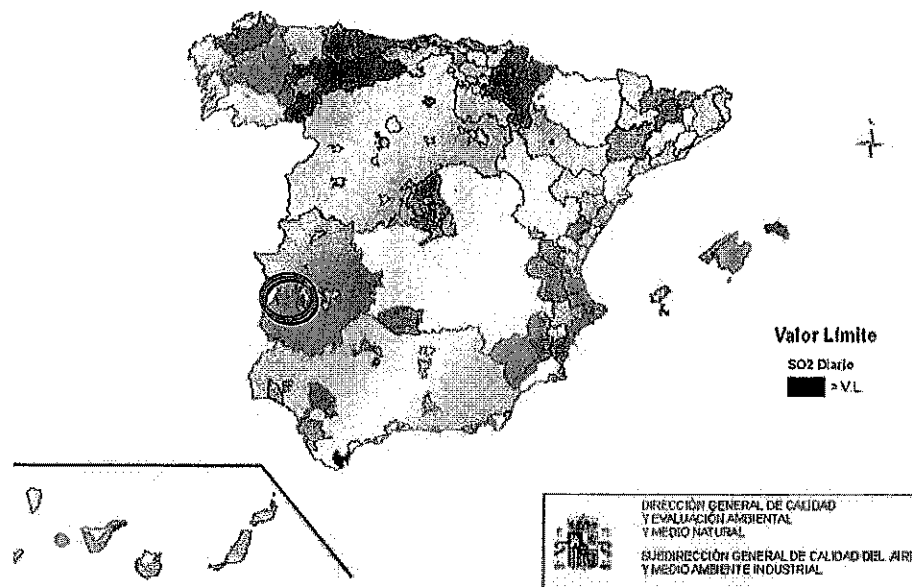 Valor Límite
SO2 Diario
> V.L.
DIRECCIÓN GENERAL DE CALIDAD
Y EVALUACIÓN AMBIENTAL
Y MEDIO NATURAL
SUBDIRECCIÓN GENERAL DE CALIDAD DEL AIRE
Y MEDIO AMBIENTE INDUSTRIAL